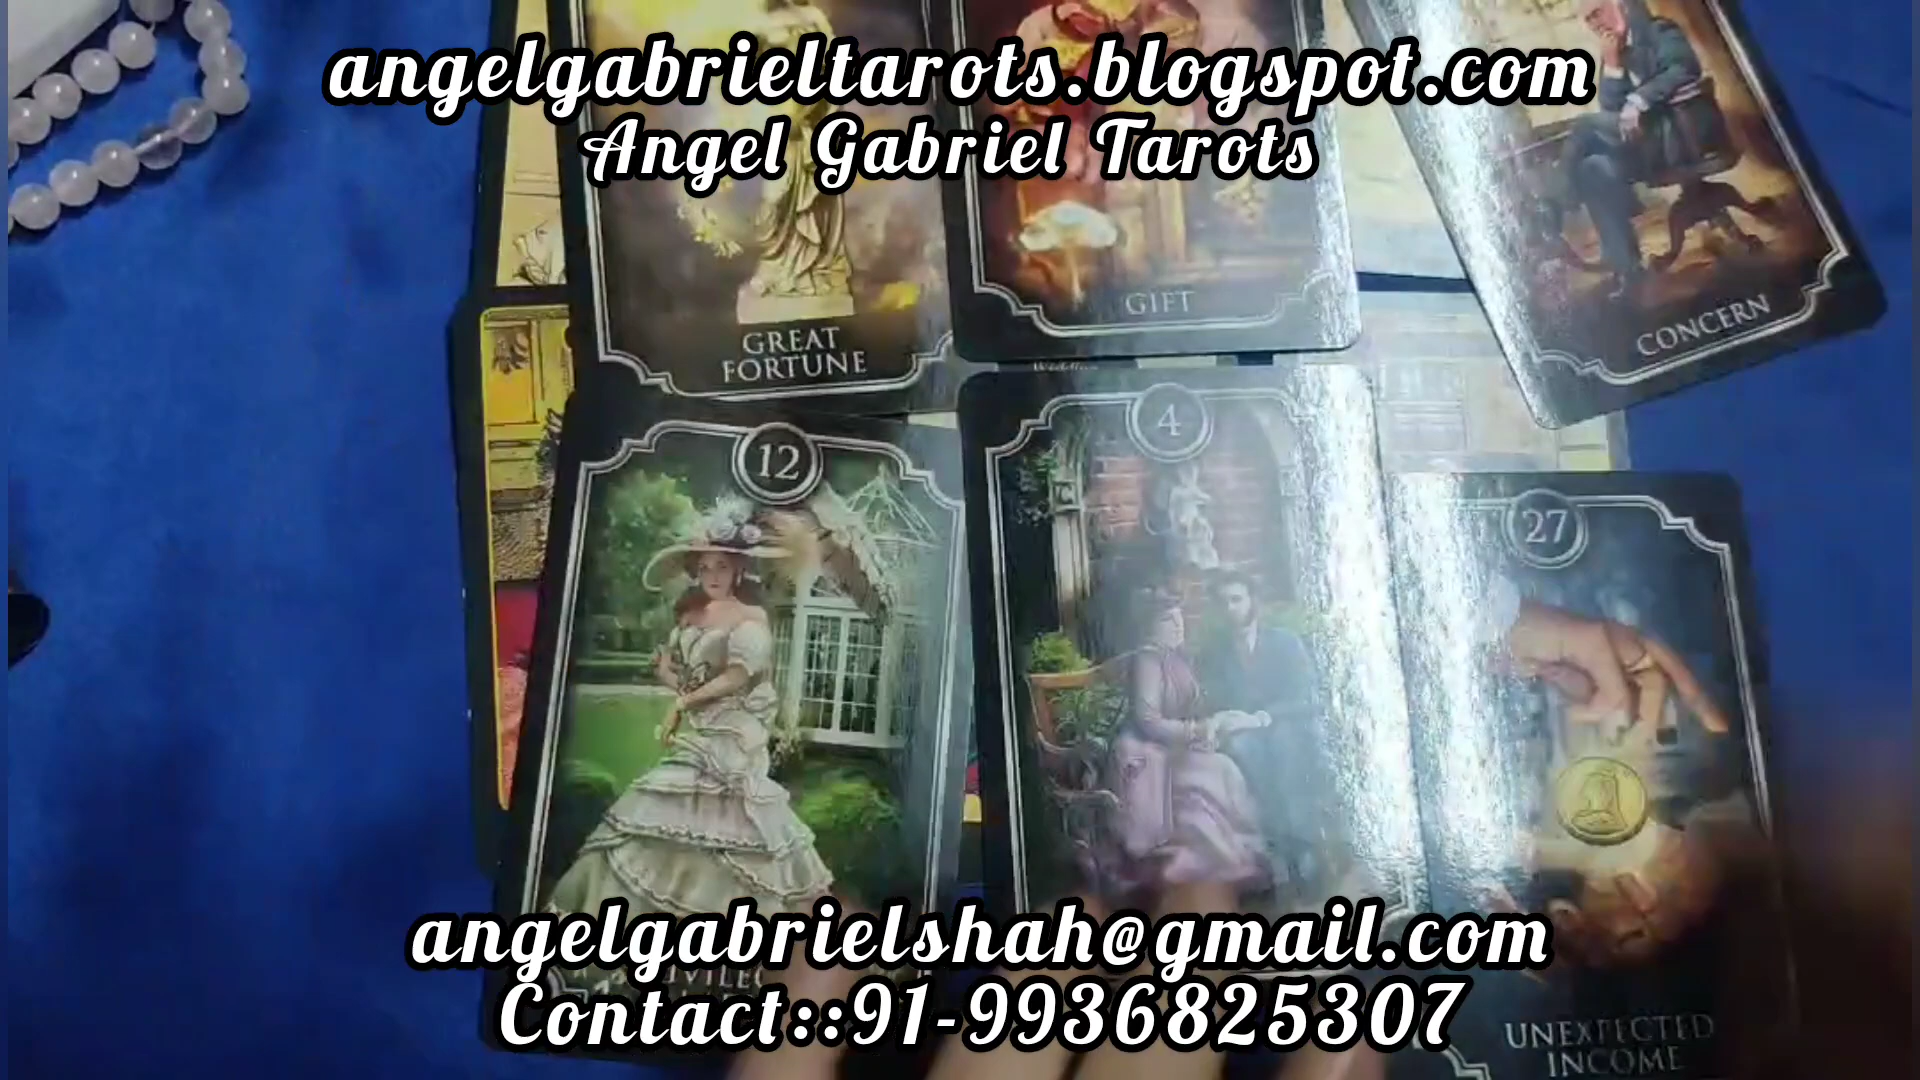 angelgabrieltarots.blogspot.com
Angel Gabriel Tarots
GIFT
CONCERN
GREAT
FORTUNE
12
4
27
angelgabrielshah@gmail.com
Contact::91-9936825307
UNEXPECTED
INCOME